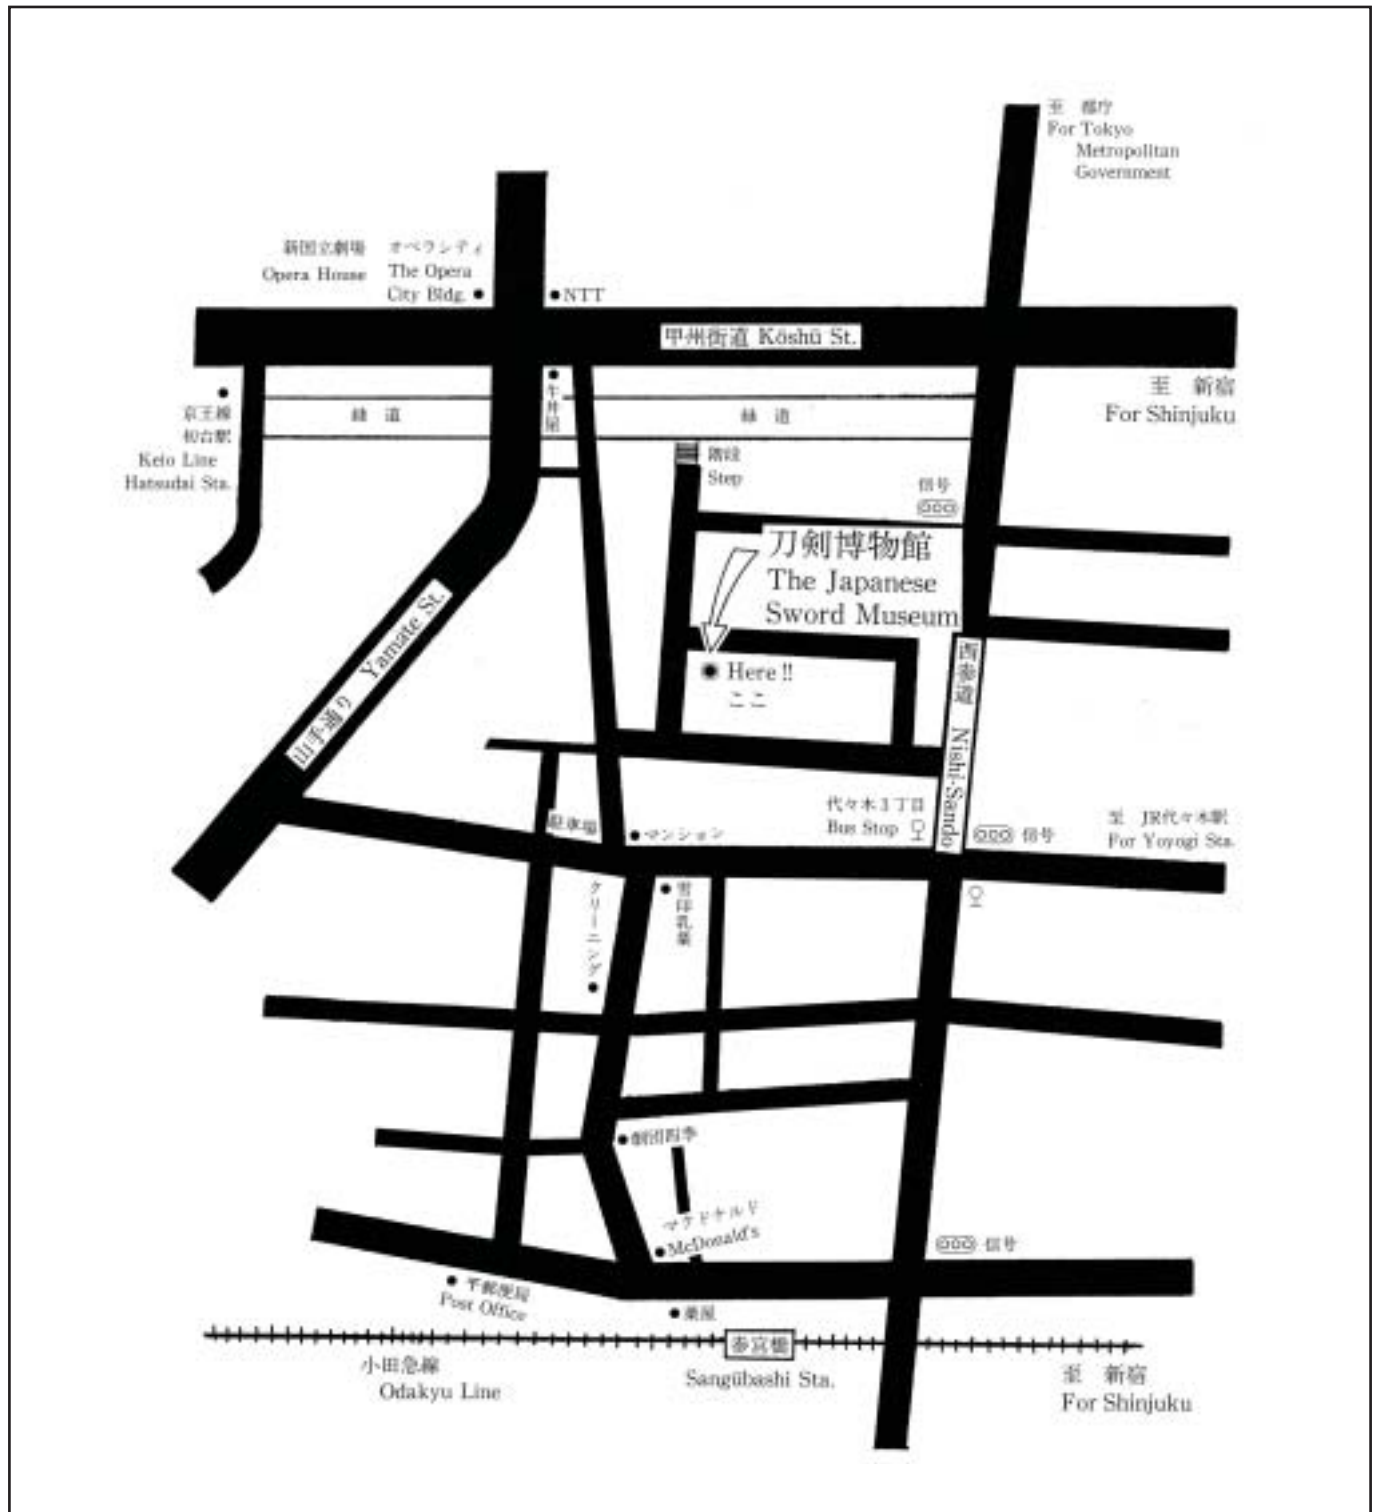 至 都庁
For Tokyo
Metropolitan
Government
新国立劇場
Opera House
オペラシティ
The Opera
City Bldg.
NTT
甲州街道 Kōshū St.
京王線
初台駅
Keio Line
Hatsudai Sta.
緑道
牛丼屋
緑道
至 新宿
For Shinjuku
階段
Step
信号
刀剣博物館
The Japanese
Sword Museum
Here !!
ここ
山手通り Yamate St.
西参道 Nishi-Sando
駐車場
マンション
代々木3丁目
Bus Stop
信号
至 JR代々木駅
For Yoyogi Sta.
クリーニング
雪印乳業
劇団四季
マクドナルド
McDonald's
信号
〒郵便局
Post Office
薬屋
参宮橋
Sangūbashi Sta.
小田急線
Odakyu Line
至 新宿
For Shinjuku